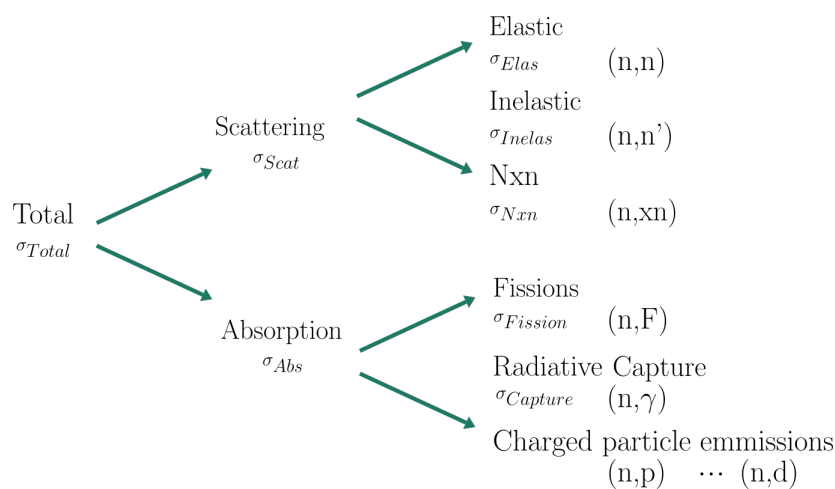 Elastic
σElas (n,n)
Inelastic
σInelas (n,n')
Nxn
σNxn (n,xn)
Scattering
σScat
Total
σTotal
Absorption
σAbs
Fissions
σFission (n,F)
Radiative Capture
σCapture (n,γ)
Charged particle emmissions
(n,p) ··· (n,d)